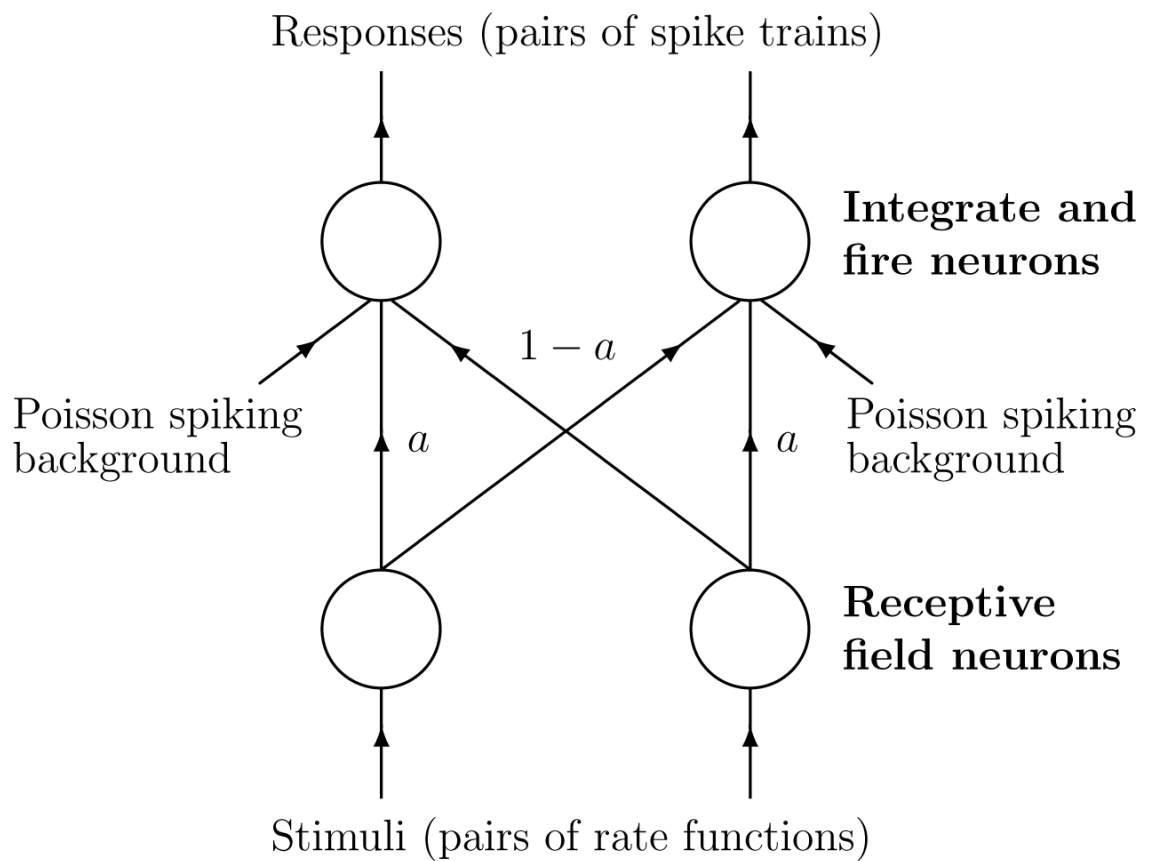 Responses (pairs of spike trains)
Integrate and
fire neurons
1 − a
Poisson spiking
background
a
a
Poisson spiking
background
Receptive
field neurons
Stimuli (pairs of rate functions)